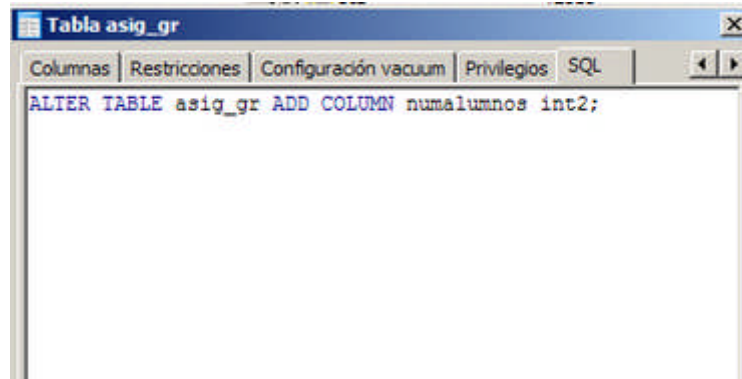 Tabla asig_gr
Columnas Restricciones Configuración vacuum Privilegios SQL
ALTER TABLE asig_gr ADD COLUMN numalumnos int2;